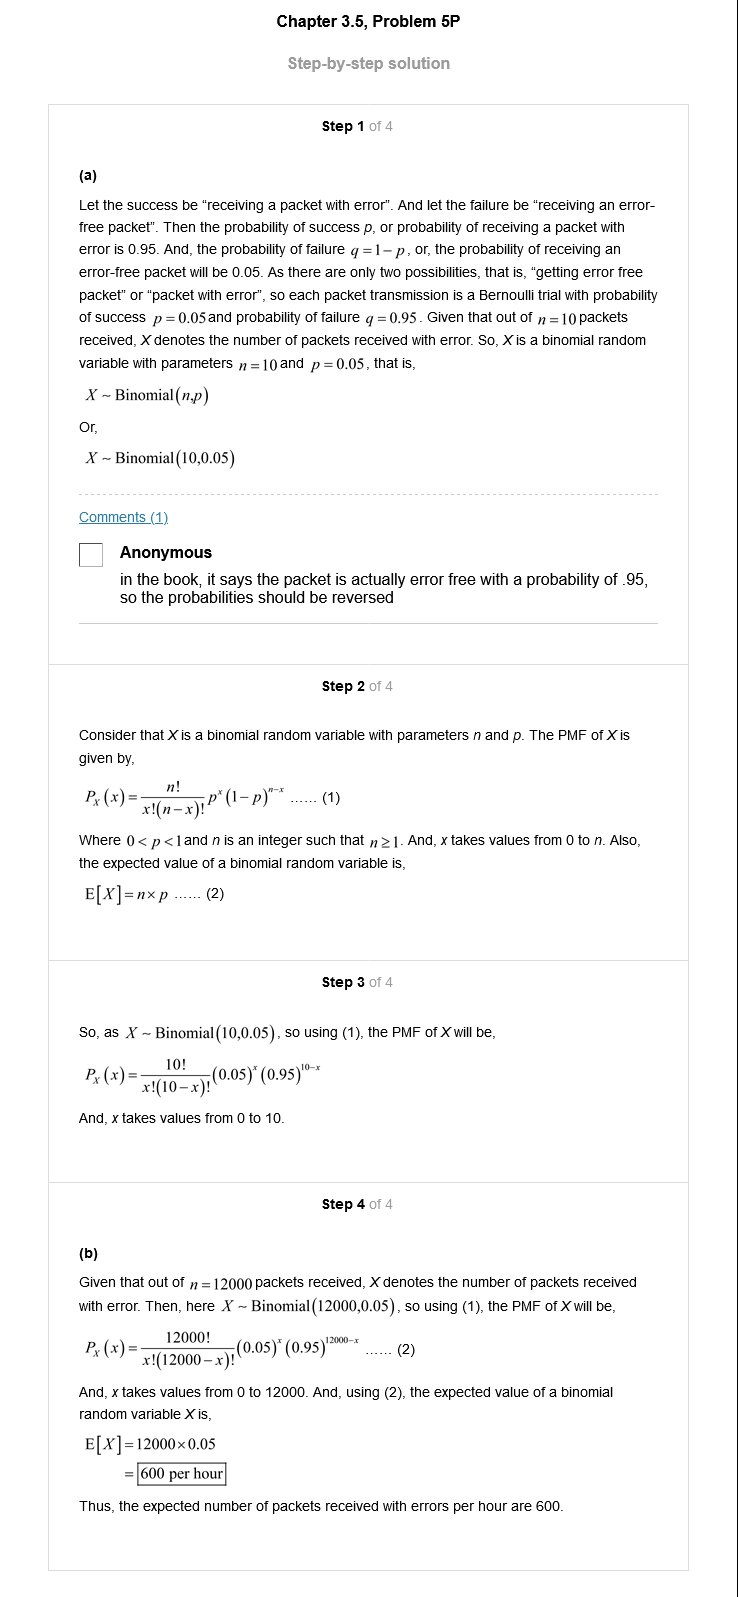 Chapter 3.5, Problem 5P
Step-by-step solution
Step 1 of 4
(a)
Let the success be “receiving a packet with error”. And let the failure be “receiving an error-
free packet”. Then the probability of success p, or probability of receiving a packet with
error is 0.95. And, the probability of failure q = 1 − p, or, the probability of receiving an
error-free packet will be 0.05. As there are only two possibilities, that is, “getting error free
packet” or “packet with error”, so each packet transmission is a Bernoulli trial with probability
of success p = 0.05 and probability of failure q = 0.95. Given that out of n = 10 packets
received, X denotes the number of packets received with error. So, X is a binomial random
variable with parameters n = 10 and p = 0.05, that is,
X ~ Binomial(n,p)
Or,
X ~ Binomial(10,0.05)
Comments (1)
Anonymous
in the book, it says the packet is actually error free with a probability of .95,
so the probabilities should be reversed
Step 2 of 4
Consider that X is a binomial random variable with parameters n and p. The PMF of X is
given by,
P_X(x) = n!/(x!(n−x)!) p^x (1−p)^(n−x) ...... (1)
Where 0 < p < 1 and n is an integer such that n ≥ 1. And, x takes values from 0 to n. Also,
the expected value of a binomial random variable is,
E[X] = n × p ...... (2)
Step 3 of 4
So, as X ~ Binomial(10,0.05), so using (1), the PMF of X will be,
P_X(x) = 10!/(x!(10−x)!) (0.05)^x (0.95)^(10−x)
And, x takes values from 0 to 10.
Step 4 of 4
(b)
Given that out of n = 12000 packets received, X denotes the number of packets received
with error. Then, here X ~ Binomial(12000,0.05), so using (1), the PMF of X will be,
P_X(x) = 12000!/(x!(12000−x)!) (0.05)^x (0.95)^(12000−x) ...... (2)
And, x takes values from 0 to 12000. And, using (2), the expected value of a binomial
random variable X is,
E[X] = 12000 × 0.05
= 600 per hour
Thus, the expected number of packets received with errors per hour are 600.